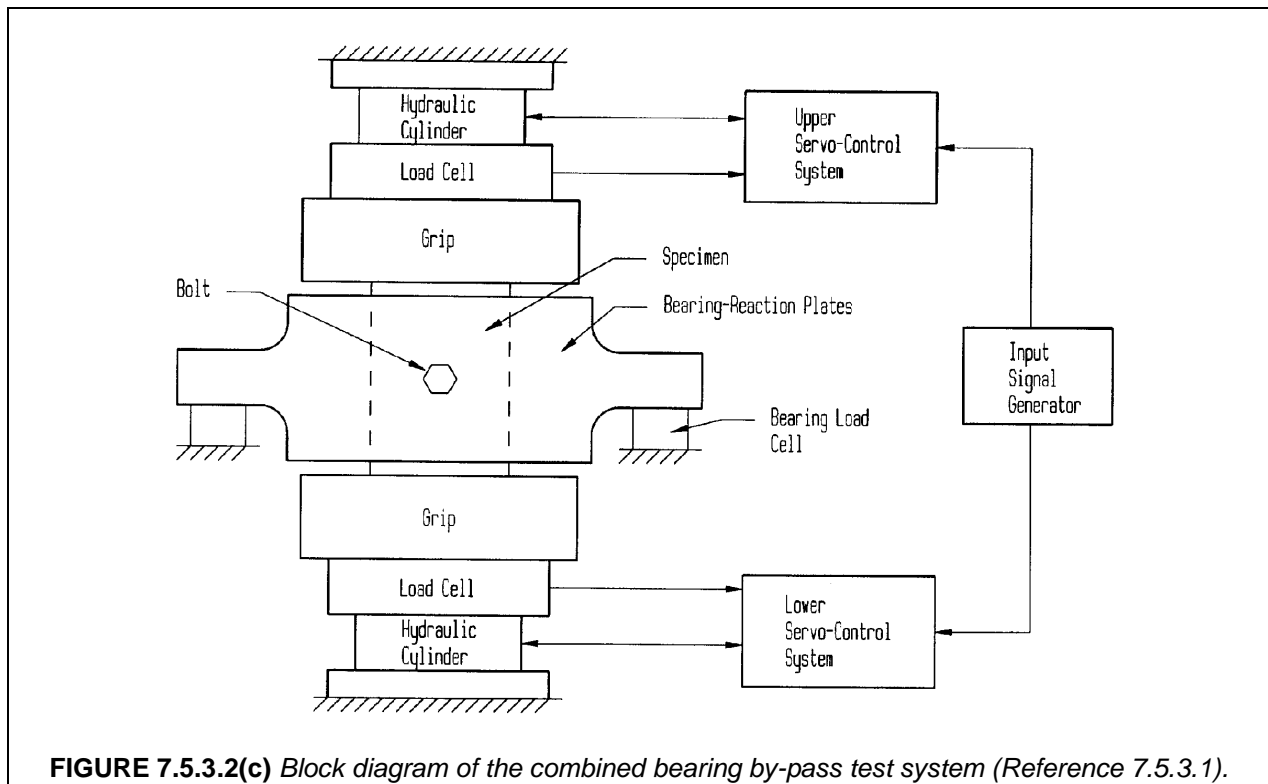 Hydraulic
Cylinder
Load Cell
Grip
Upper
Servo-Control
System
Specimen
Bolt
Bearing-Reaction Plates
Input
Signal
Generator
Bearing Load
Cell
Grip
Load Cell
Hydraulic
Cylinder
Lower
Servo-Control
System
FIGURE 7.5.3.2(c) Block diagram of the combined bearing by-pass test system (Reference 7.5.3.1).